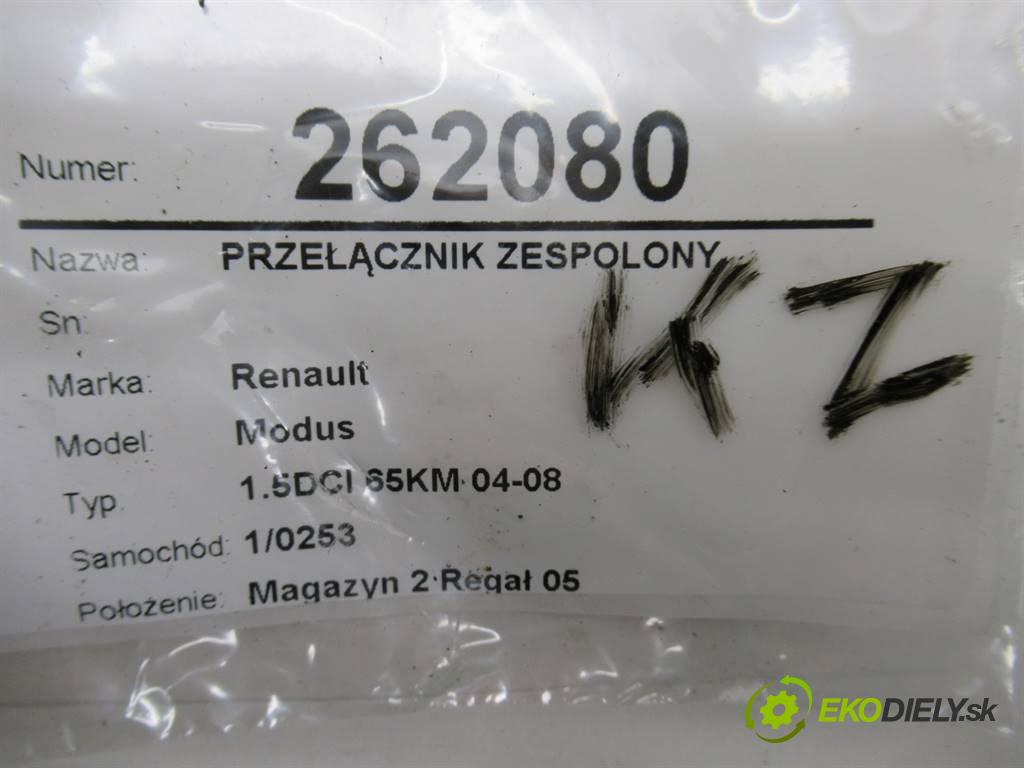 Numer: 262080
Nazwa: PRZEŁĄCZNIK ZESPOLONY
Sn:
Marka: Renault
Model: Modus
Typ: 1.5DCI 65KM 04-08
Samochód: 1/0253
Położenie: Magazyn 2 Regał 05
KZ
EKODIELY.sk